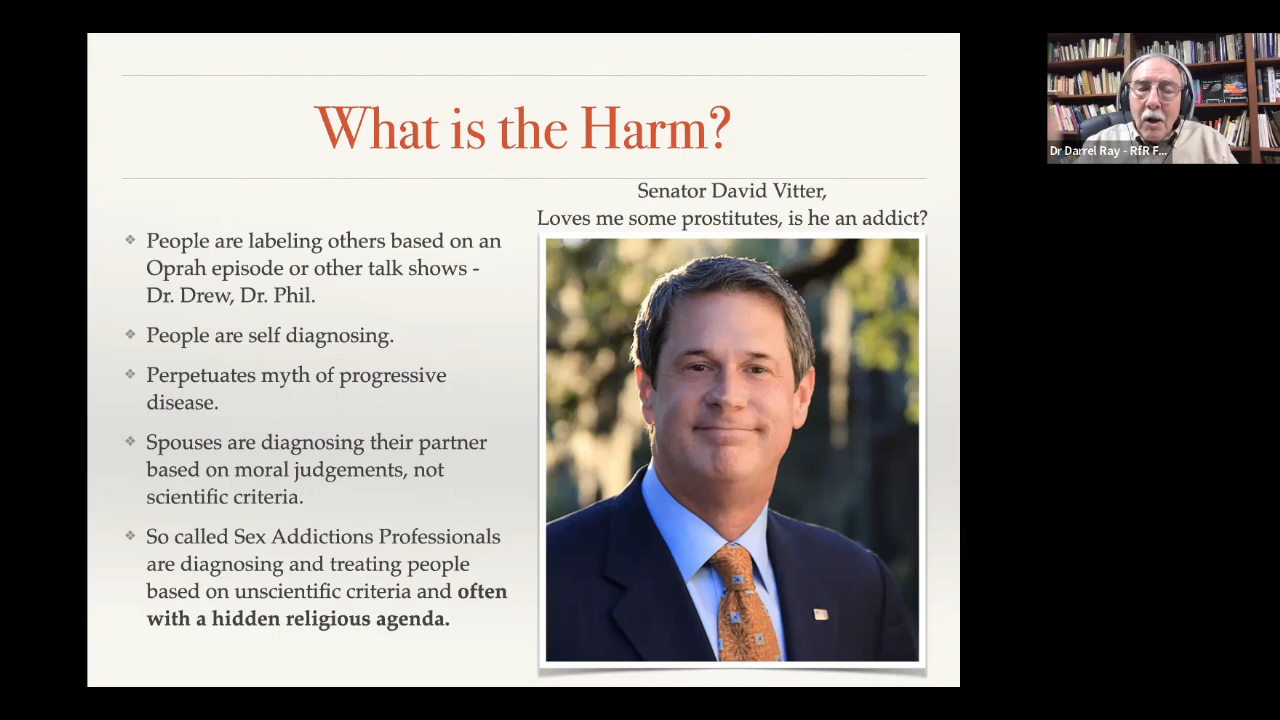 What is the Harm?
Senator David Vitter,
Loves me some prostitutes, is he an addict?
People are labeling others based on an
Oprah episode or other talk shows -
Dr. Drew, Dr. Phil.
People are self diagnosing.
Perpetuates myth of progressive
disease.
Spouses are diagnosing their partner
based on moral judgements, not
scientific criteria.
So called Sex Addictions Professionals
are diagnosing and treating people
based on unscientific criteria and often
with a hidden religious agenda.
Dr Darrel Ray - RfR F...